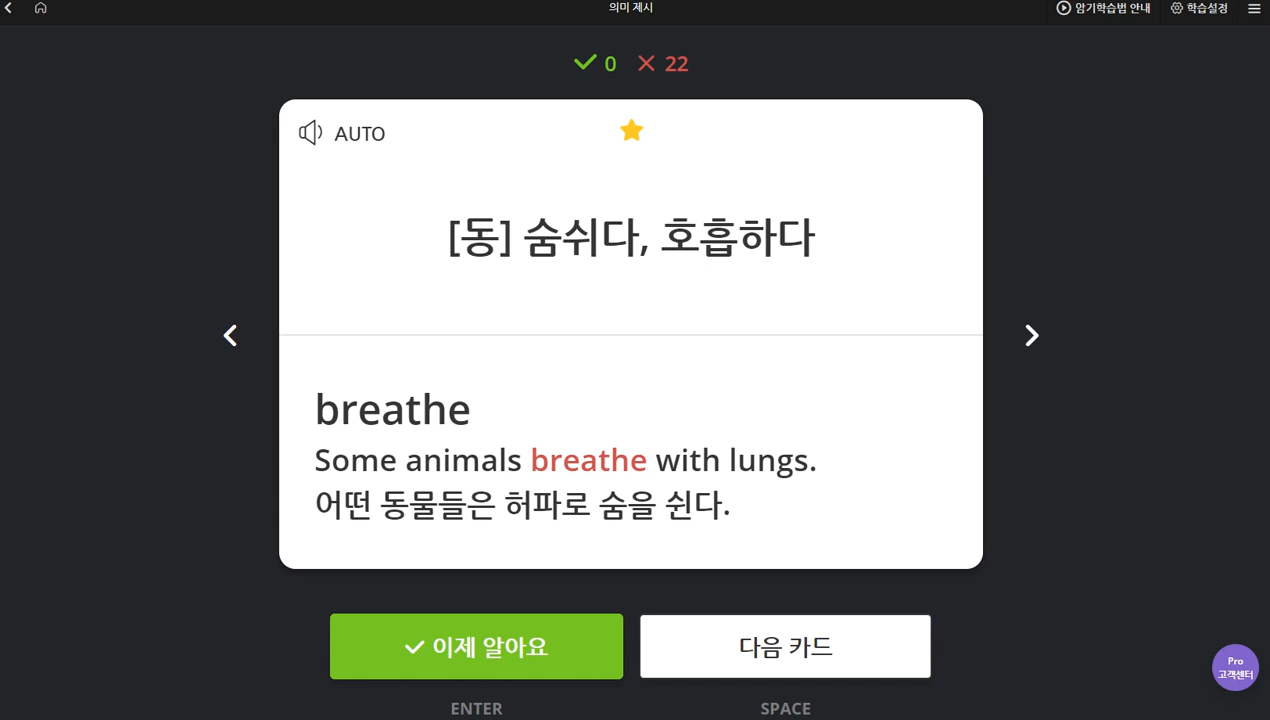 의미 제시
암기학습법 안내
학습설정
0
22
AUTO
[동] 숨쉬다, 호흡하다
breathe
Some animals breathe with lungs.
어떤 동물들은 허파로 숨을 쉰다.
이제 알아요
다음 카드
ENTER
SPACE
Pro
고객센터